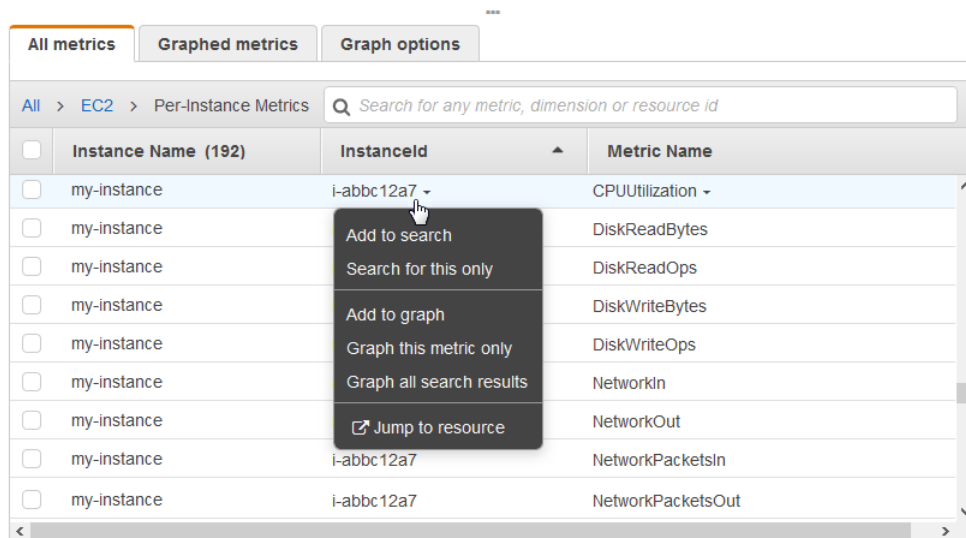 All metrics Graphed metrics Graph options
All > EC2 > Per-Instance Metrics Search for any metric, dimension or resource id
Instance Name (192) InstanceId Metric Name
my-instance i-abbc12a7 CPUUtilization
my-instance DiskReadBytes
my-instance DiskReadOps
my-instance DiskWriteBytes
my-instance DiskWriteOps
my-instance NetworkIn
my-instance NetworkOut
my-instance i-abbc12a7 NetworkPacketsIn
my-instance i-abbc12a7 NetworkPacketsOut
Add to search
Search for this only
Add to graph
Graph this metric only
Graph all search results
Jump to resource